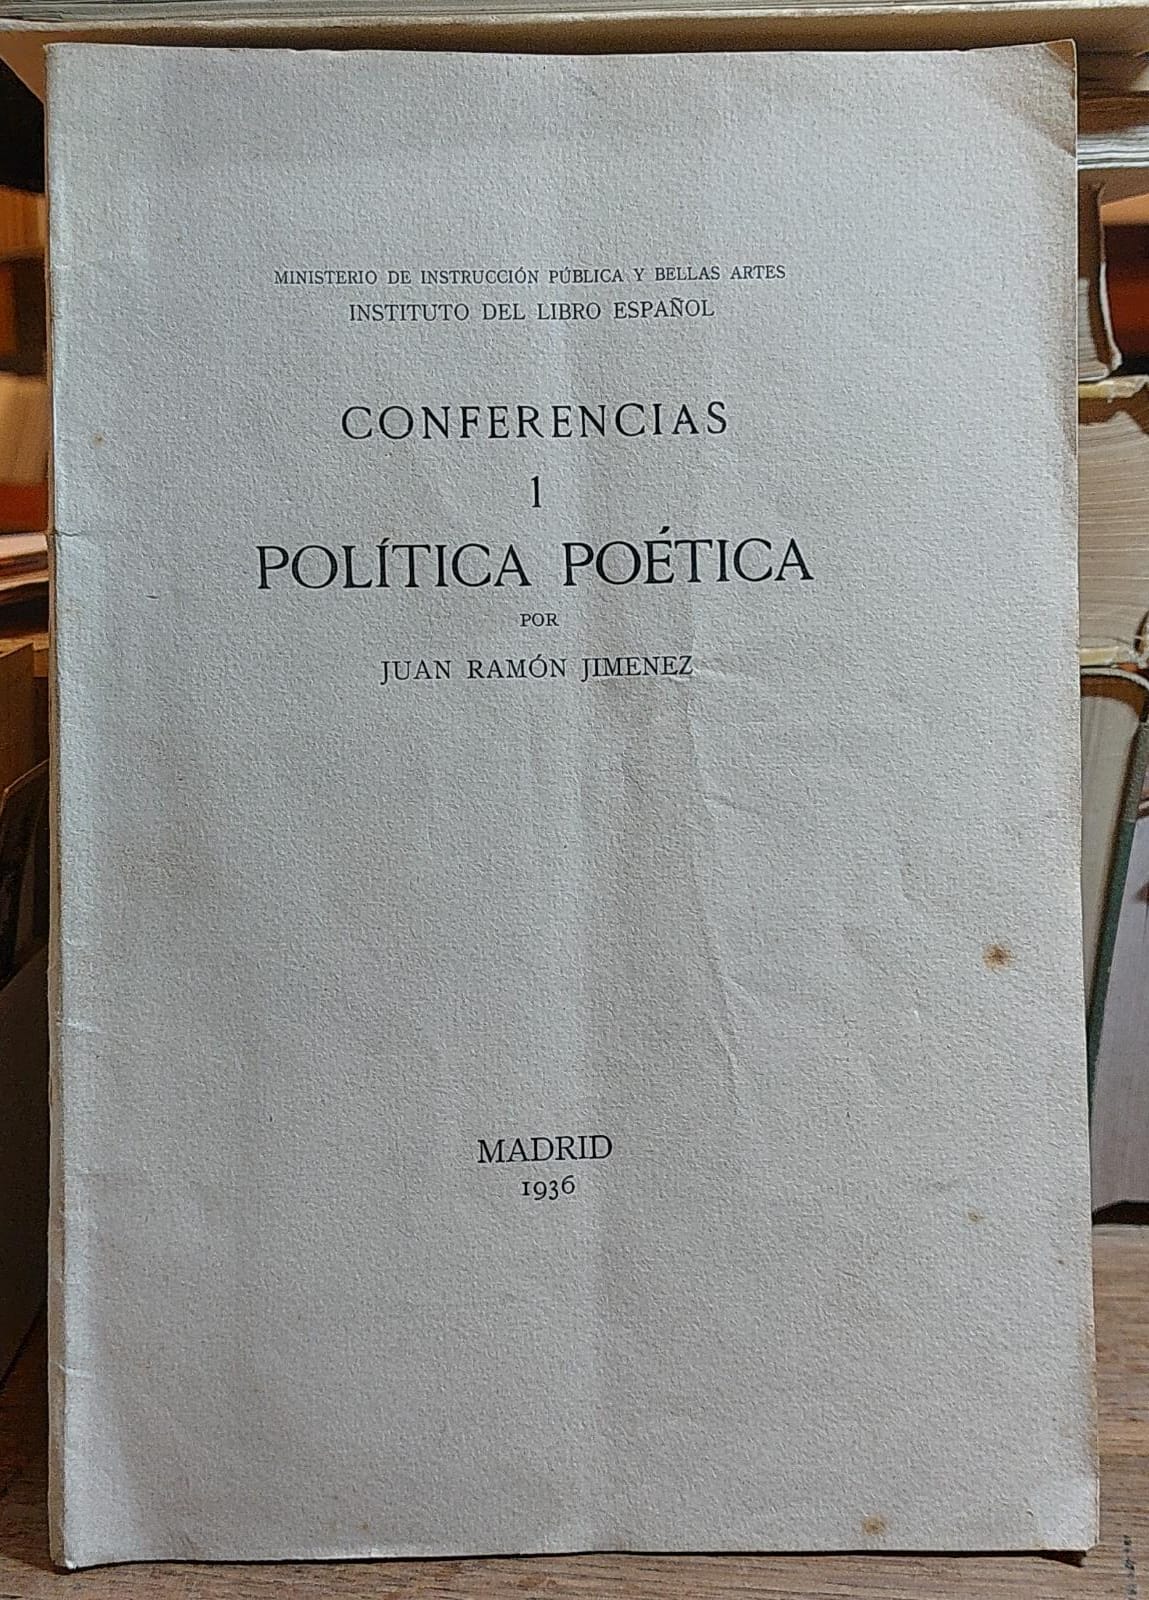 MINISTERIO DE INSTRUCCIÓN PÚBLICA Y BELLAS ARTES
INSTITUTO DEL LIBRO ESPAÑOL
CONFERENCIAS
1
POLÍTICA POÉTICA
POR
JUAN RAMÓN JIMENEZ
MADRID
1936